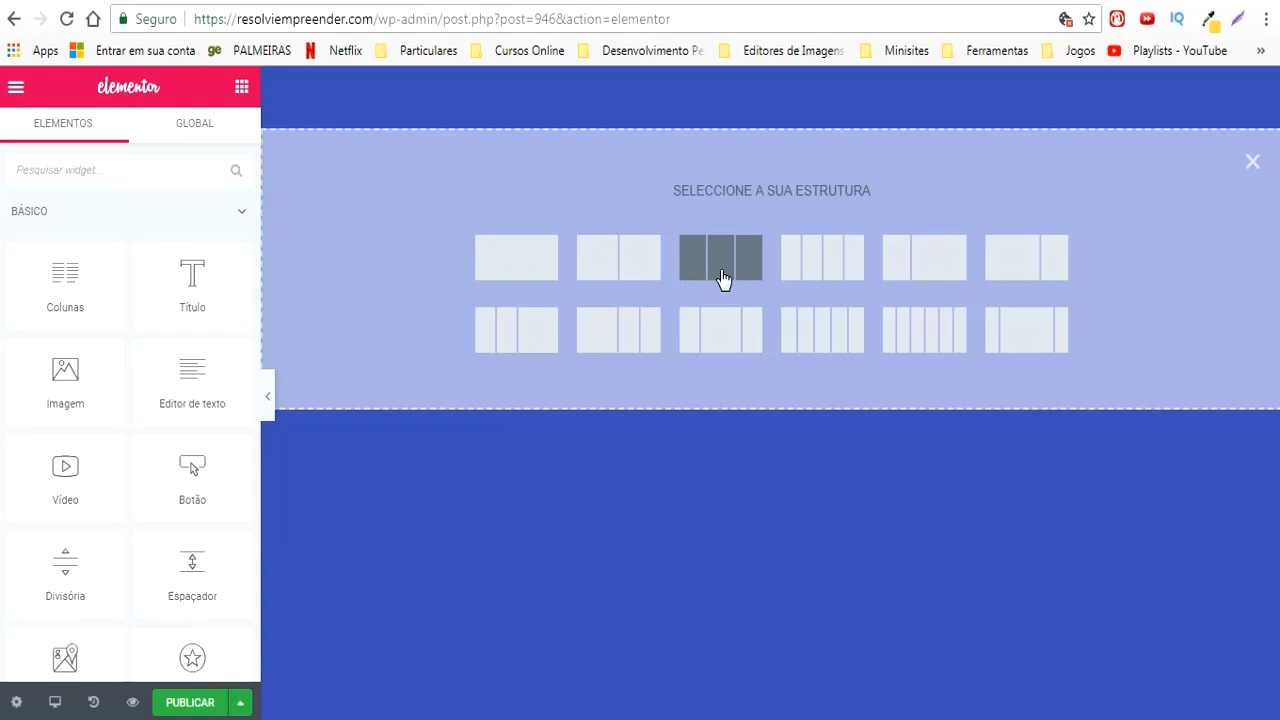 Seguro
https://resolviempreender.com/wp-admin/post.php?post=946&action=elementor
Apps
Entrar em sua conta
ge PALMEIRAS
Netflix
Particulares
Cursos Online
Desenvolvimento Pe
Editores de Imagens
Minisites
Ferramentas
Jogos
Playlists - YouTube
»
elementor
ELEMENTOS
GLOBAL
Pesquisar widget...
BÁSICO
Colunas
Título
Imagem
Editor de texto
Vídeo
Botão
Divisória
Espaçador
PUBLICAR
SELECCIONE A SUA ESTRUTURA